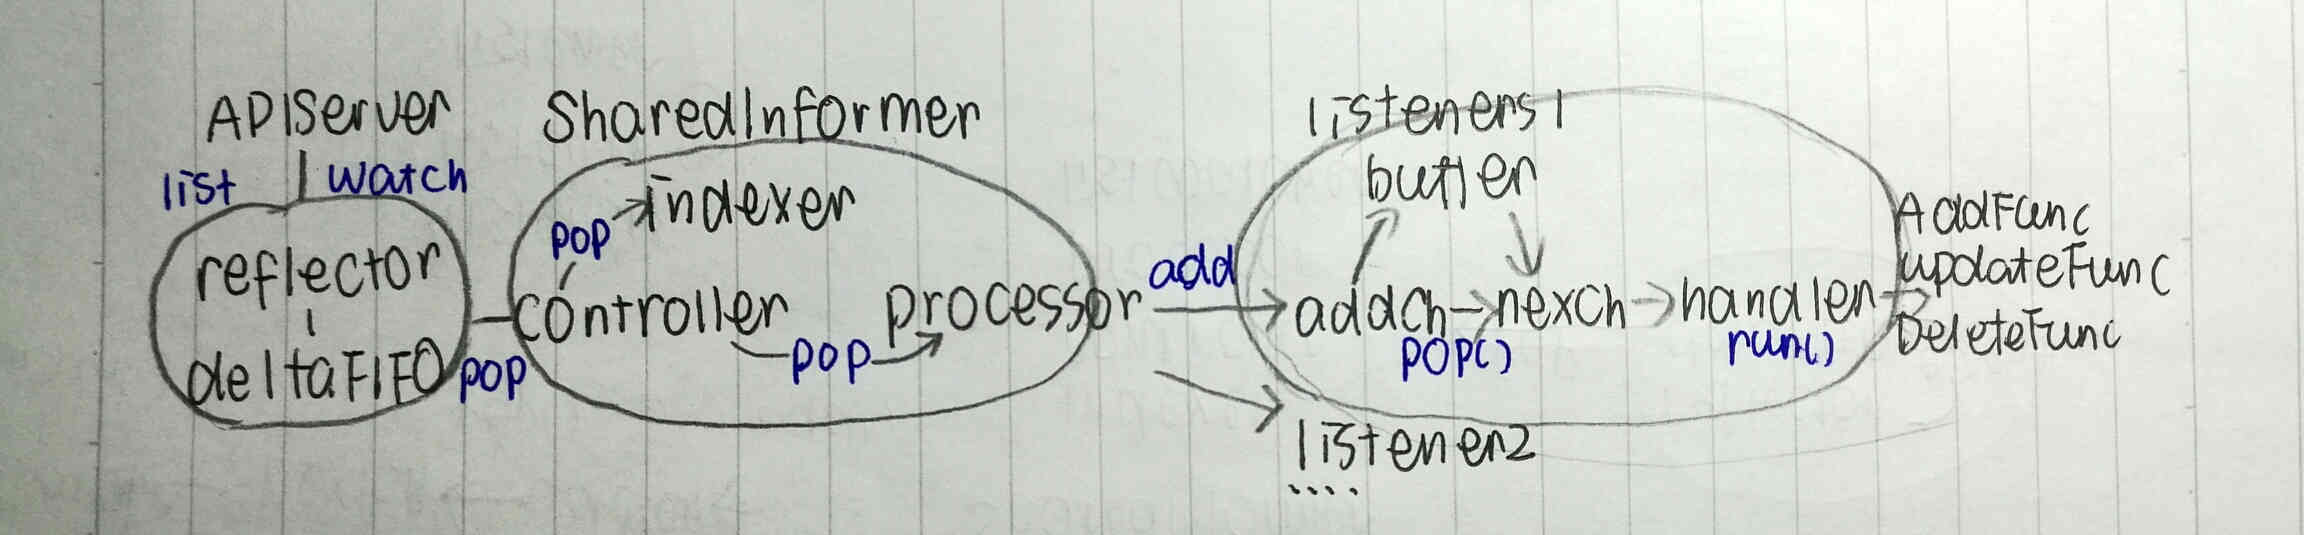 APIServer
list watch
reflector
deltaFIFO
pop
SharedInformer
indexer
pop
controller
pop
processor
add
listeners1
buffer
addch
nexch
handler
pop()
run()
AddFunc
updateFunc
DeleteFunc
listener2
....